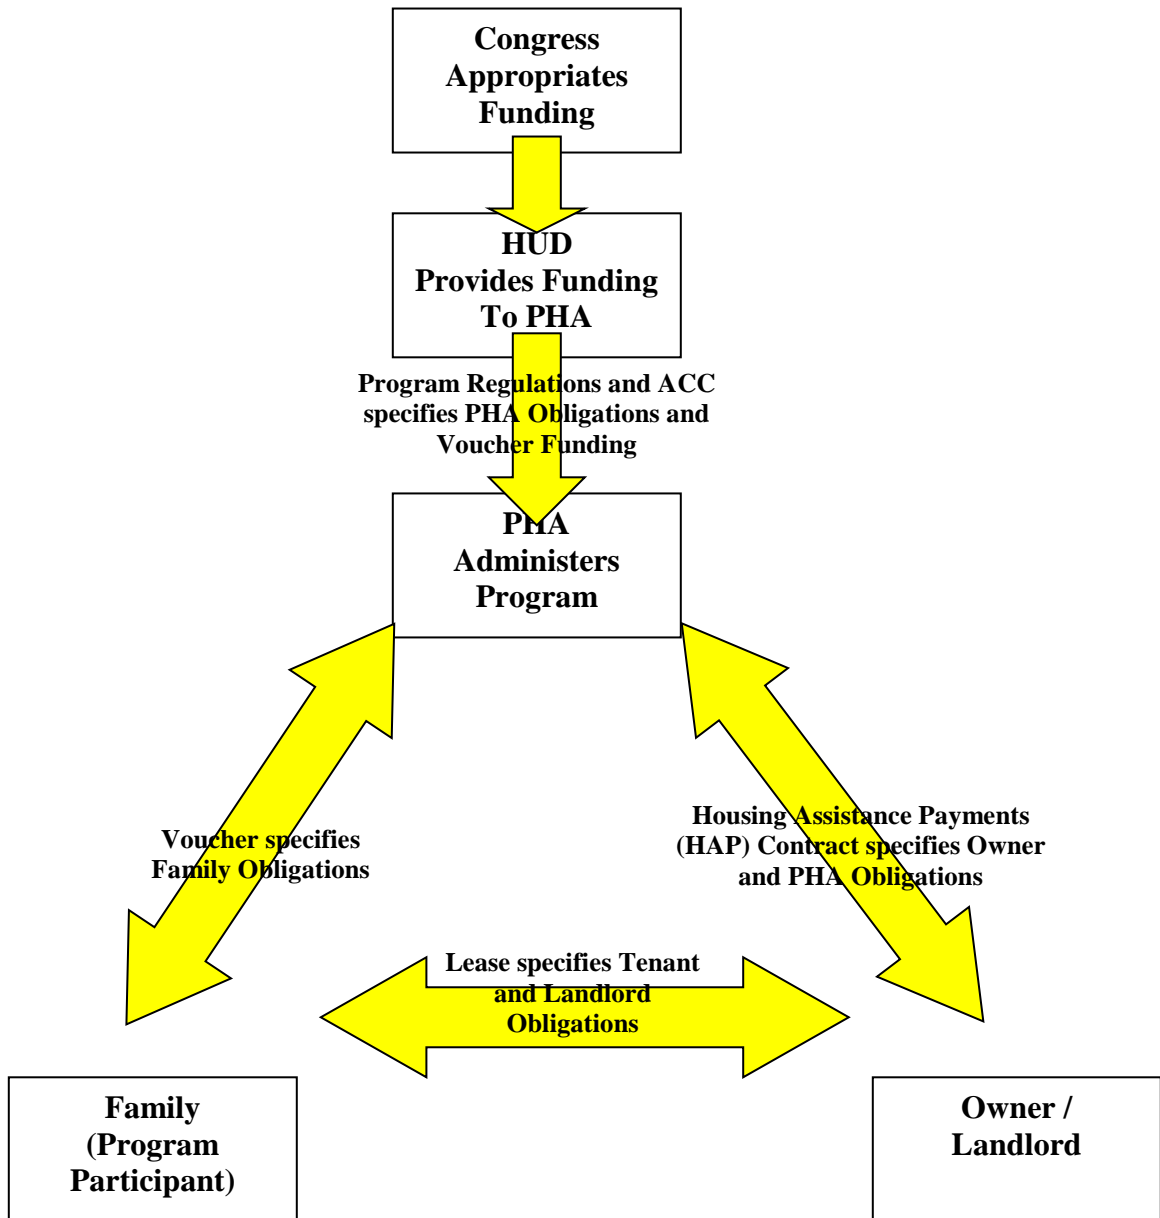 Congress
Appropriates
Funding
HUD
Provides Funding
To PHA
Program Regulations and ACC
specifies PHA Obligations and
Voucher Funding
PHA
Administers
Program
Voucher specifies
Family Obligations
Housing Assistance Payments
(HAP) Contract specifies Owner
and PHA Obligations
Lease specifies Tenant
and Landlord
Obligations
Family
(Program
Participant)
Owner /
Landlord